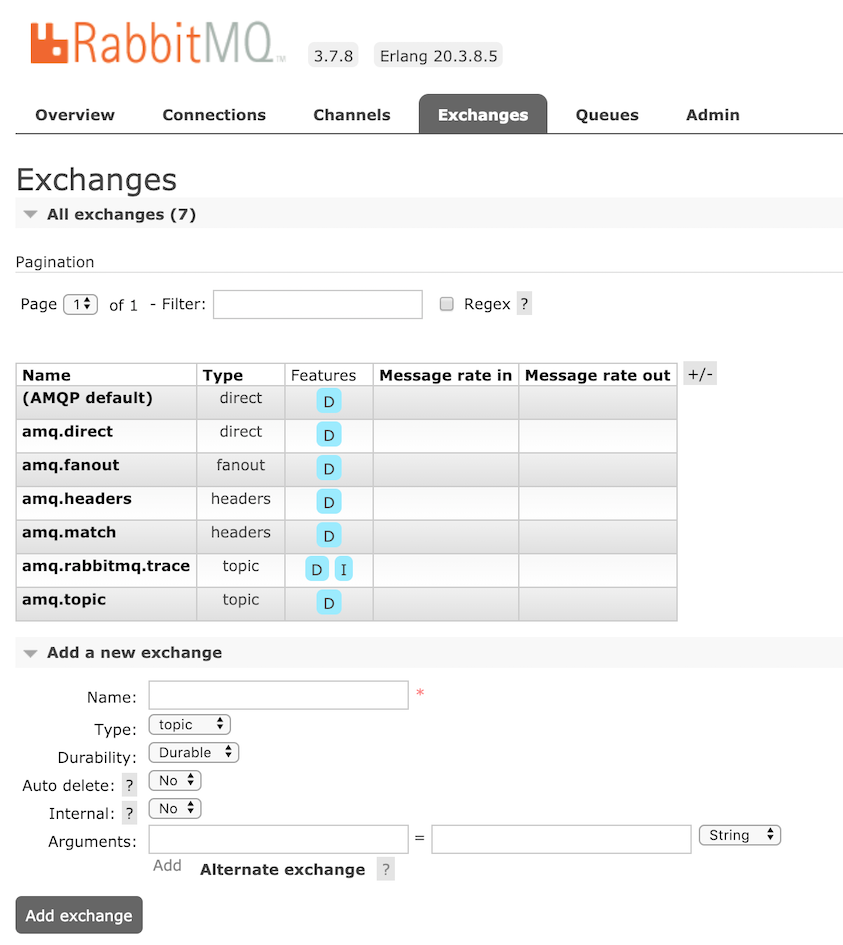 RabbitMQ TM 3.7.8 Erlang 20.3.8.5
Overview Connections Channels Exchanges Queues Admin
Exchanges
All exchanges (7)
Pagination
Page 1 of 1 - Filter: Regex ?
Name Type Features Message rate in Message rate out +/-
(AMQP default) direct D
amq.direct direct D
amq.fanout fanout D
amq.headers headers D
amq.match headers D
amq.rabbitmq.trace topic D I
amq.topic topic D
Add a new exchange
Name: *
Type: topic
Durability: Durable
Auto delete: ? No
Internal: ? No
Arguments: = String
Add Alternate exchange ?
Add exchange